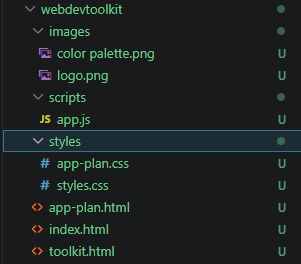 webdevtoolkit
images
color palette.png U
logo.png U
scripts
JS app.js U
styles
# app-plan.css U
# styles.css U
<> app-plan.html U
<> index.html U
<> toolkit.html U